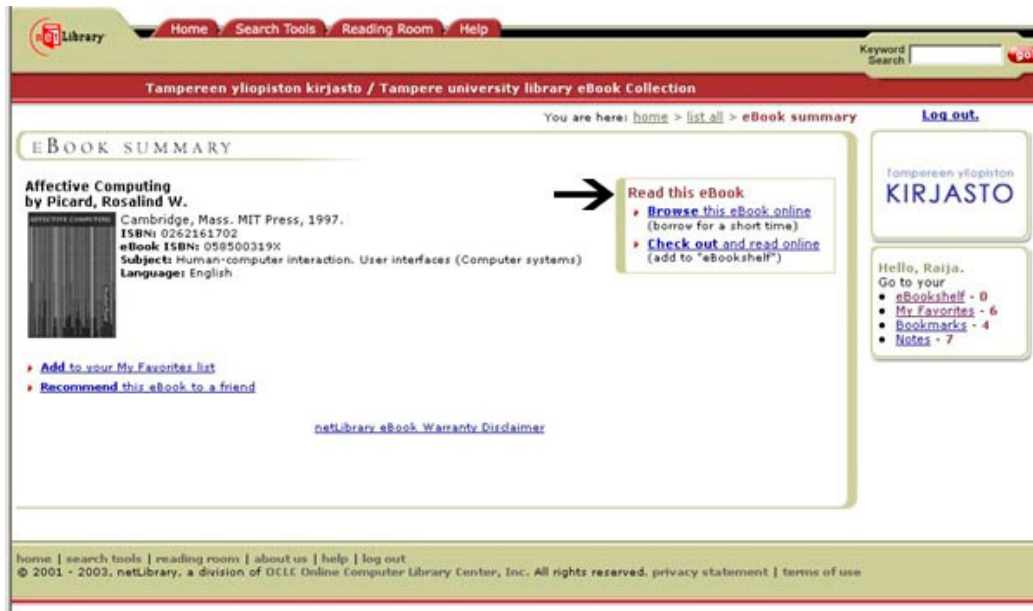 netLibrary
Home
Search Tools
Reading Room
Help
Keyword Search
go!
Tampereen yliopiston kirjasto / Tampere university library eBook Collection
You are here: home > list all > eBook summary
Log out.
EBOOK SUMMARY
Affective Computing
by Picard, Rosalind W.
AFFECTIVE COMPUTING
Cambridge, Mass. MIT Press, 1997.
ISBN: 0262161702
eBook ISBN: 058500319X
Subject: Human-computer interaction. User interfaces (Computer systems)
Language: English
Read this eBook
Browse this eBook online
(borrow for a short time)
Check out and read online
(add to "eBookshelf")
Tampereen yliopiston
KIRJASTO
Hello, Raija.
Go to your
eBookshelf - 0
My Favorites - 6
Bookmarks - 4
Notes - 7
Add to your My Favorites list
Recommend this eBook to a friend
netLibrary eBook Warranty Disclaimer
home | search tools | reading room | about us | help | log out
© 2001 - 2003, netLibrary, a division of OCLC Online Computer Library Center, Inc. All rights reserved. privacy statement | terms of use